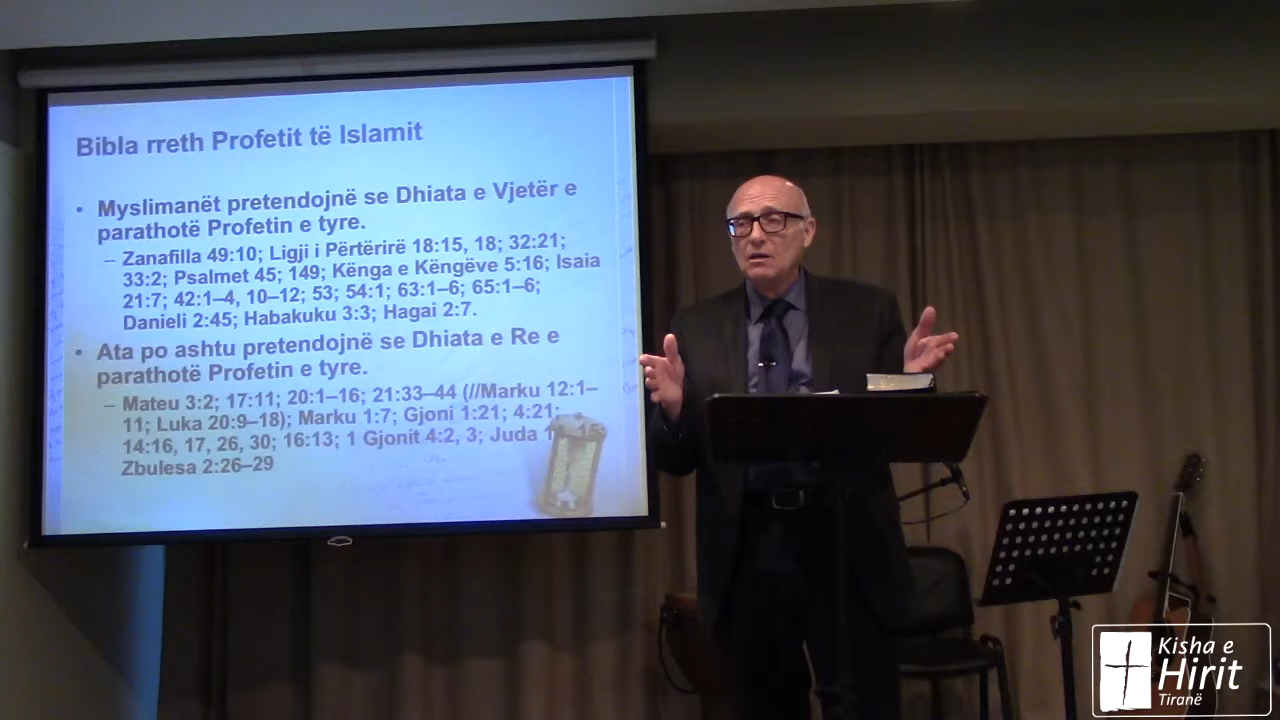 Bibla rreth Profetit të Islamit
• Myslimanët pretendojnë se Dhiata e Vjetër e
parathotë Profetin e tyre.
– Zanafilla 49:10; Ligji i Përtërirë 18:15, 18; 32:21;
33:2; Psalmet 45; 149; Kënga e Këngëve 5:16; Isaia
21:7; 42:1–4, 10–12; 53; 54:1; 63:1–6; 65:1–6;
Danieli 2:45; Habakuku 3:3; Hagai 2:7.
• Ata po ashtu pretendojnë se Dhiata e Re e
parathotë Profetin e tyre.
– Mateu 3:2; 17:11; 20:1–16; 21:33–44 (//Marku 12:1–
11; Luka 20:9–18); Marku 1:7; Gjoni 1:21; 4:21;
14:16, 17, 26, 30; 16:13; 1 Gjonit 4:2, 3; Juda
Zbulesa 2:26–29
Kisha e
Hirit
Tiranë